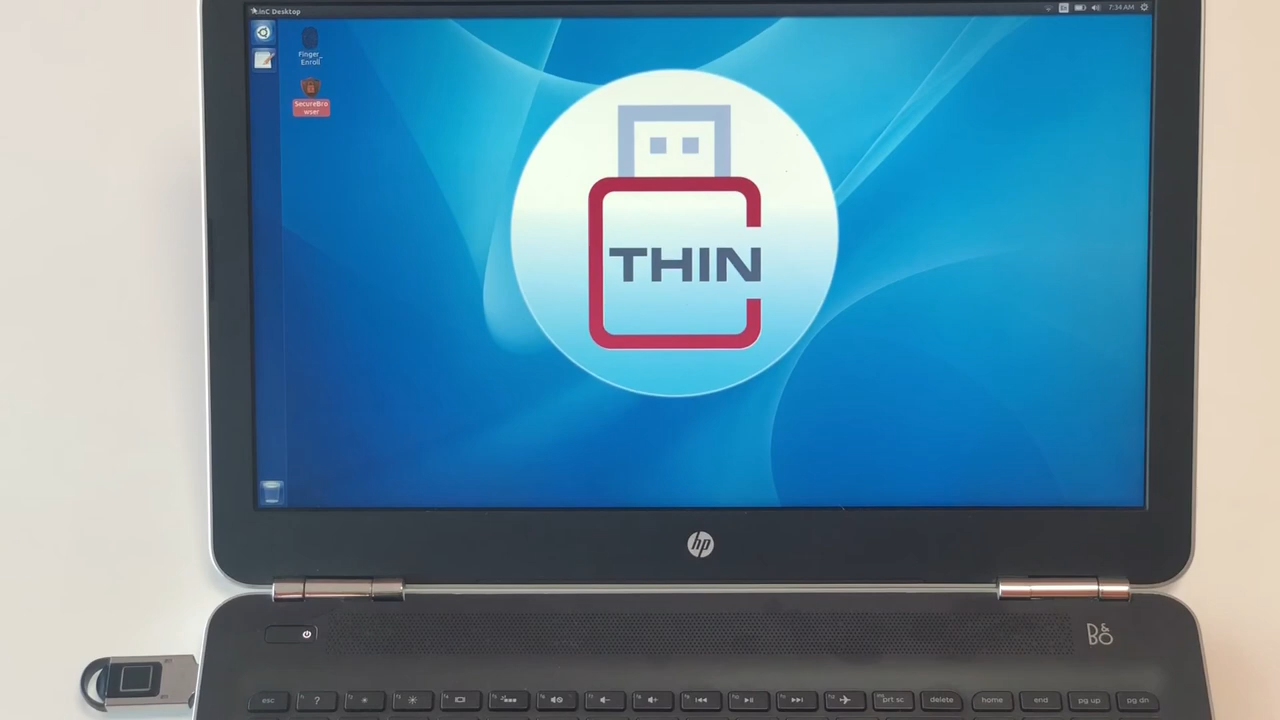 LinC Desktop
7:34 AM
Finger_
Enroll
SecureBro
wser
THIN
hp
B&O
esc
?
prt sc
delete
home
end
pg up
pg dn